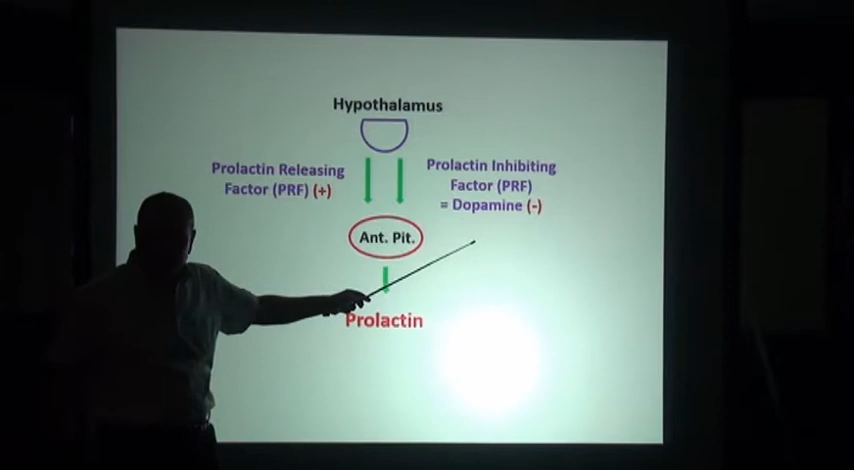 Hypothalamus
Prolactin Releasing
Factor (PRF) (+)
Prolactin Inhibiting
Factor (PRF)
= Dopamine (-)
Ant. Pit.
Prolactin